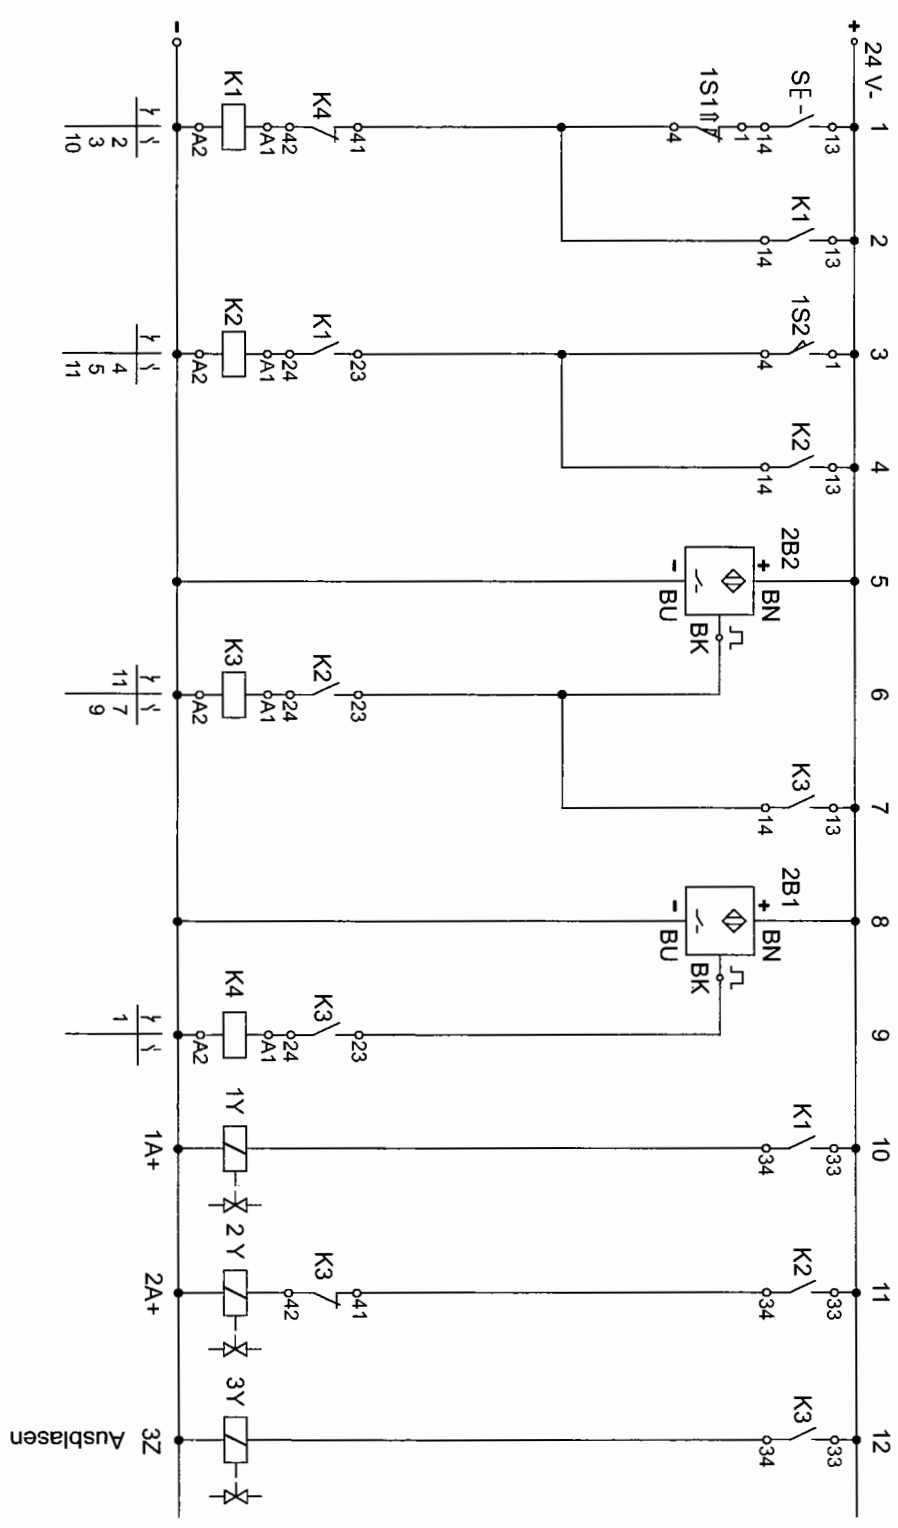 24 V-
+
1 2 3 4 5 6 7 8 9 10 11 12
S 13 14
1S1 1 4
K4 41 42
K1 A1 A2
K1 13 14
1S2 1 4
K1 23 24
K2 A1 A2
K2 13 14
2B2 + BN
BK
- BU
K2 23 24
K3 A1 A2
K3 13 14
2B1 + BN
BK
- BU
K3 23 24
K4 A1 A2
K1 33 34
1Y
K2 33 34
K3 41 42
2 Y
K3 33 34
3Y
-
2
3
10
4
5
11
11 7
9
1
1A+
2A+
3Z
Ausblasen